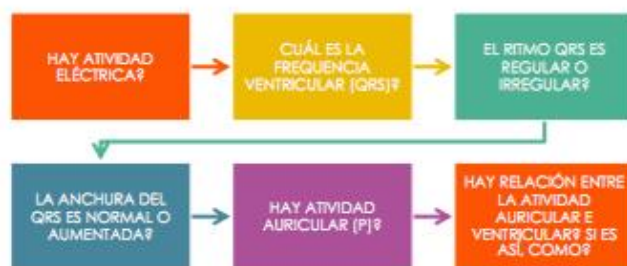 HAY ATIVIDAD
ELÉCTRICA?
CUÁL ES LA
FREQUENCIA
VENTRICULAR (QRS)?
EL RITMO QRS ES
REGULAR O
IRREGULAR?
LA ANCHURA DEL
QRS ES NORMAL O
AUMENTADA?
HAY ATIVIDAD
AURICULAR (P)?
HAY RELACIÓN ENTRE
LA ATIVIDAD
AURICULAR E
VENTRICULAR? SI ES
ASÍ, COMO?